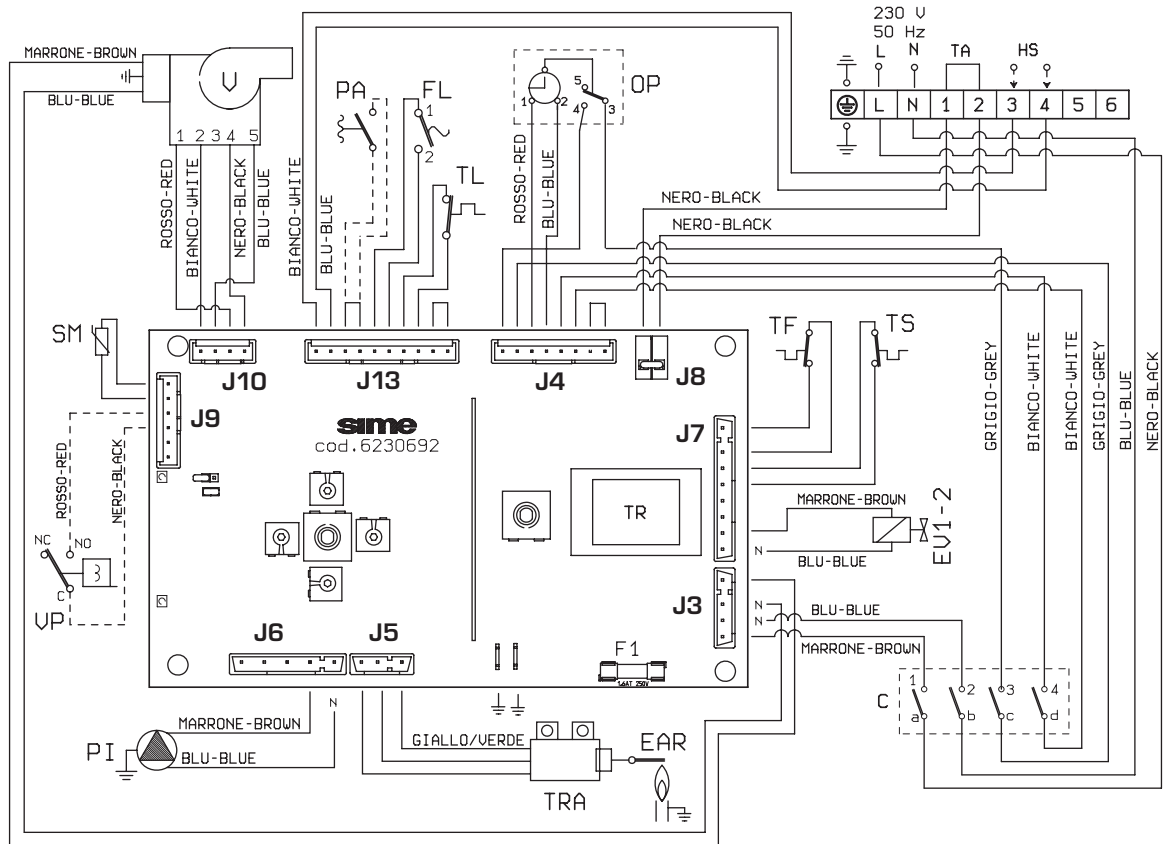 230 V
50 Hz
L N TA HS
L N 1 2 3 4 5 6
MARRONE-BROWN
BLU-BLUE
V
1 2 3 4 5
ROSSO-RED
BIANCO-WHITE
NERO-BLACK
BLU-BLUE
BIANCO-WHITE
BLU-BLUE
PA
FL
1
2
TL
OP
5
1 2 4 3
ROSSO-RED
BLU-BLUE
NERO-BLACK
NERO-BLACK
SM
J10
J13
J4
J8
TF
TS
J9
sime
cod.6230692
J7
TR
GRIGIO-GREY
BIANCO-WHITE
BIANCO-WHITE
GRIGIO-GREY
BLU-BLUE
NERO-BLACK
ROSSO-RED
NERO-BLACK
NC
NO
C
VP
MARRONE-BROWN
N
BLU-BLUE
EV1-2
J3
N
N
BLU-BLUE
MARRONE-BROWN
J6
J5
F1
1.6AT 250V
C
1 2 3 4
a b c d
MARRONE-BROWN
N
PI
BLU-BLUE
GIALLO/VERDE
TRA
EAR